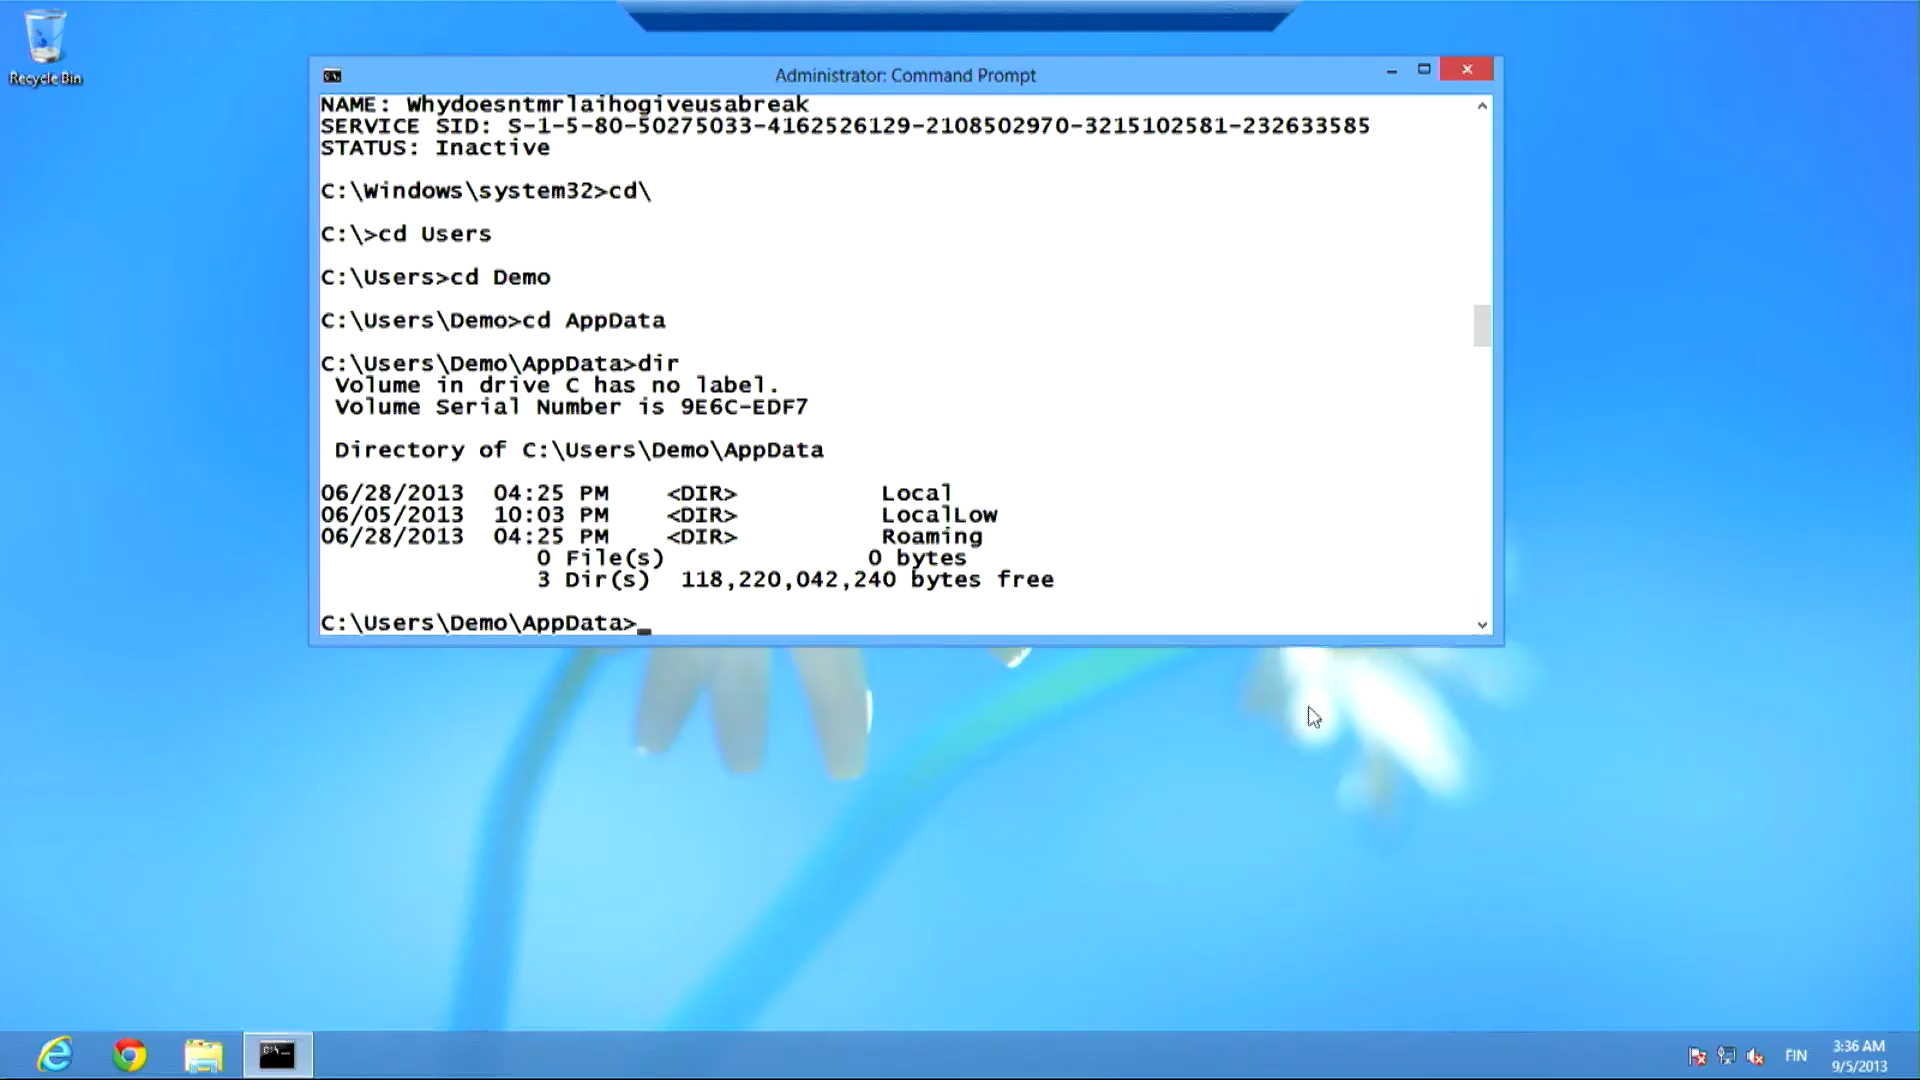 Recycle Bin
Administrator: Command Prompt
NAME: Whydoesntmrlaihogiveusabreak
SERVICE SID: S-1-5-80-50275033-4162526129-2108502970-3215102581-232633585
STATUS: Inactive
C:\Windows\system32>cd\
C:\>cd Users
C:\Users>cd Demo
C:\Users\Demo>cd AppData
C:\Users\Demo\AppData>dir
Volume in drive C has no label.
Volume Serial Number is 9E6C-EDF7
Directory of C:\Users\Demo\AppData
06/28/2013  04:25 PM    <DIR>          Local
06/05/2013  10:03 PM    <DIR>          LocalLow
06/28/2013  04:25 PM    <DIR>          Roaming
0 File(s)              0 bytes
3 Dir(s)  118,220,042,240 bytes free
C:\Users\Demo\AppData>_
FIN
3:36 AM
9/5/2013